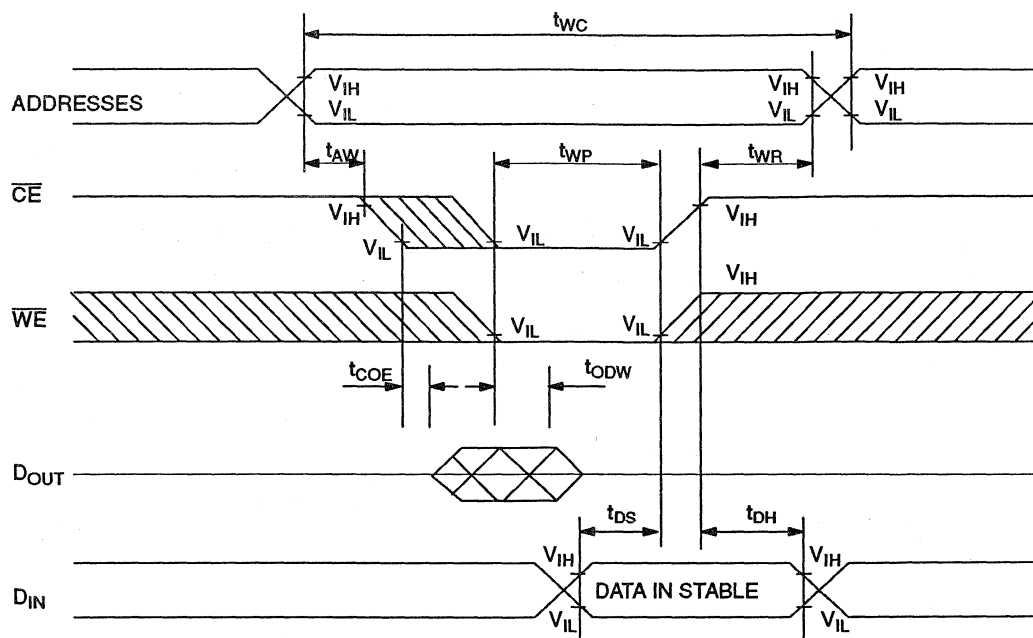 tWC
ADDRESSES
VIH VIH VIH
VIL VIL VIL
tAW tWP tWR
CE
VIH VIH
VIL VIL VIL
VIH
WE
VIL VIL
tCOE tODW
DOUT
tDS tDH
VIH VIH
DIN DATA IN STABLE
VIL VIL